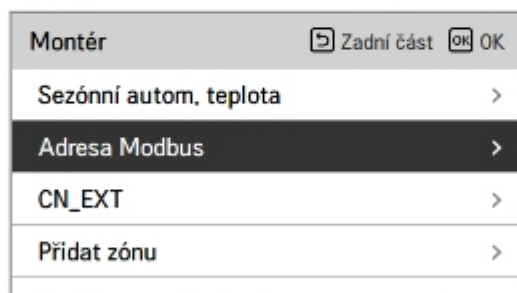 Montér Zadní část OK OK
Sezónní autom, teplota >
Adresa Modbus >
CN_EXT >
Přidat zónu >